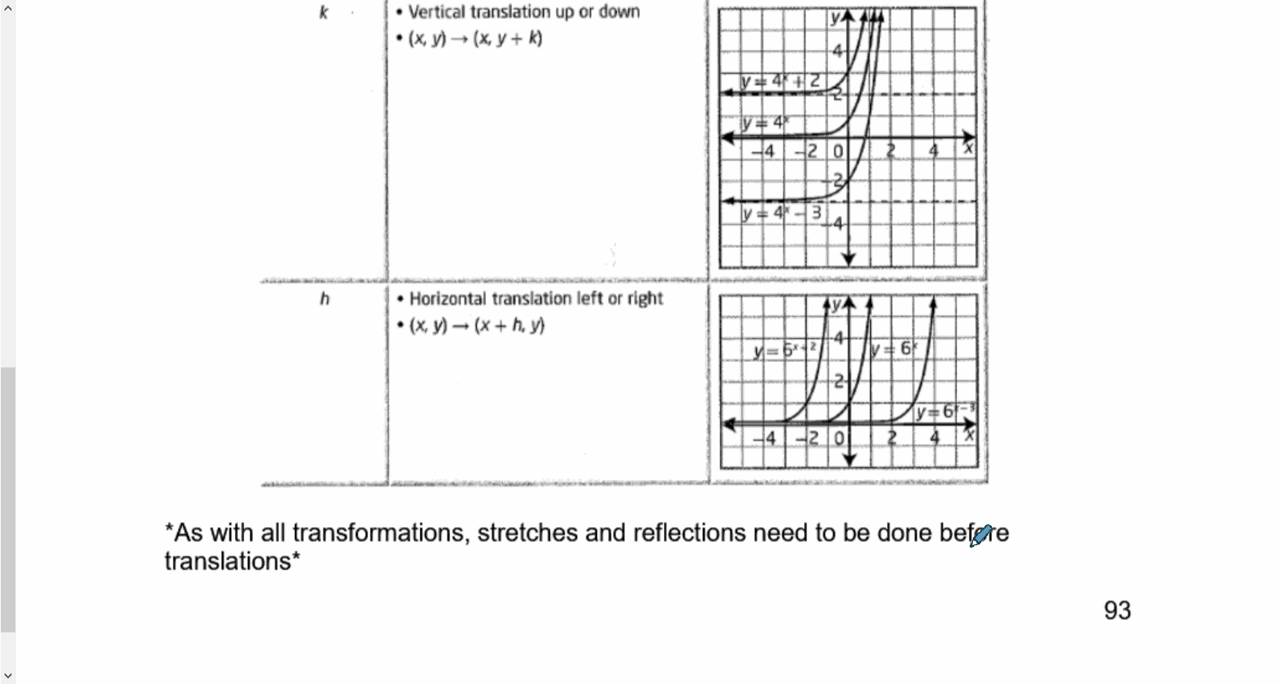 k
• Vertical translation up or down
• (x, y) → (x, y + k)
y
4
y = 4ˣ + 2
2
y = 4ˣ
-4 -2 0 2 4 x
-2
y = 4ˣ - 3
-4
h
• Horizontal translation left or right
• (x, y) → (x + h, y)
y
4
y = 6ˣ⁺²
y = 6ˣ
2
y = 6ˣ⁻³
-4 -2 0 2 4 x
*As with all transformations, stretches and reflections need to be done before
translations*
93